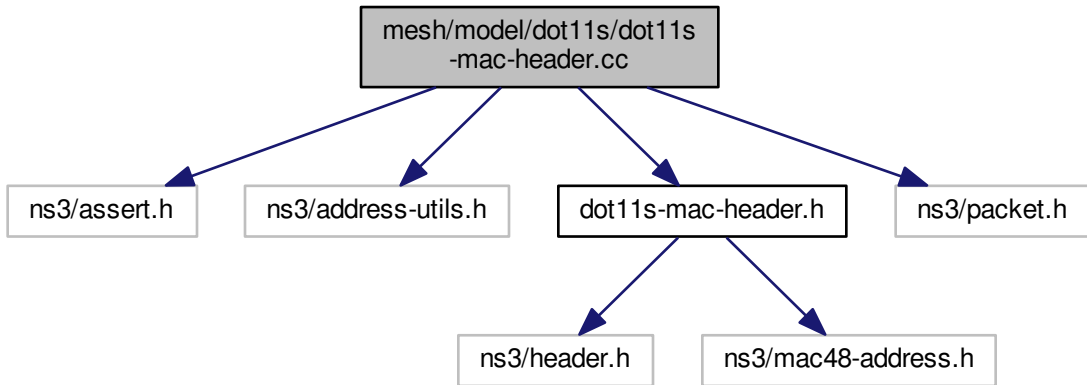 mesh/model/dot11s/dot11s
-mac-header.cc
ns3/assert.h
ns3/address-utils.h
dot11s-mac-header.h
ns3/packet.h
ns3/header.h
ns3/mac48-address.h